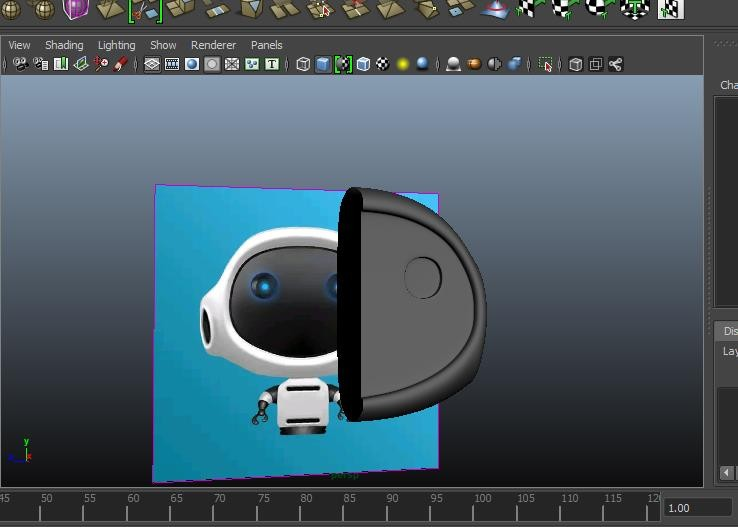 View Shading Lighting Show Renderer Panels
T
Cha
persp
y
x
Dis
Lay
45 50 55 60 65 70 75 80 85 90 95 100 105 110 115 12
1.00